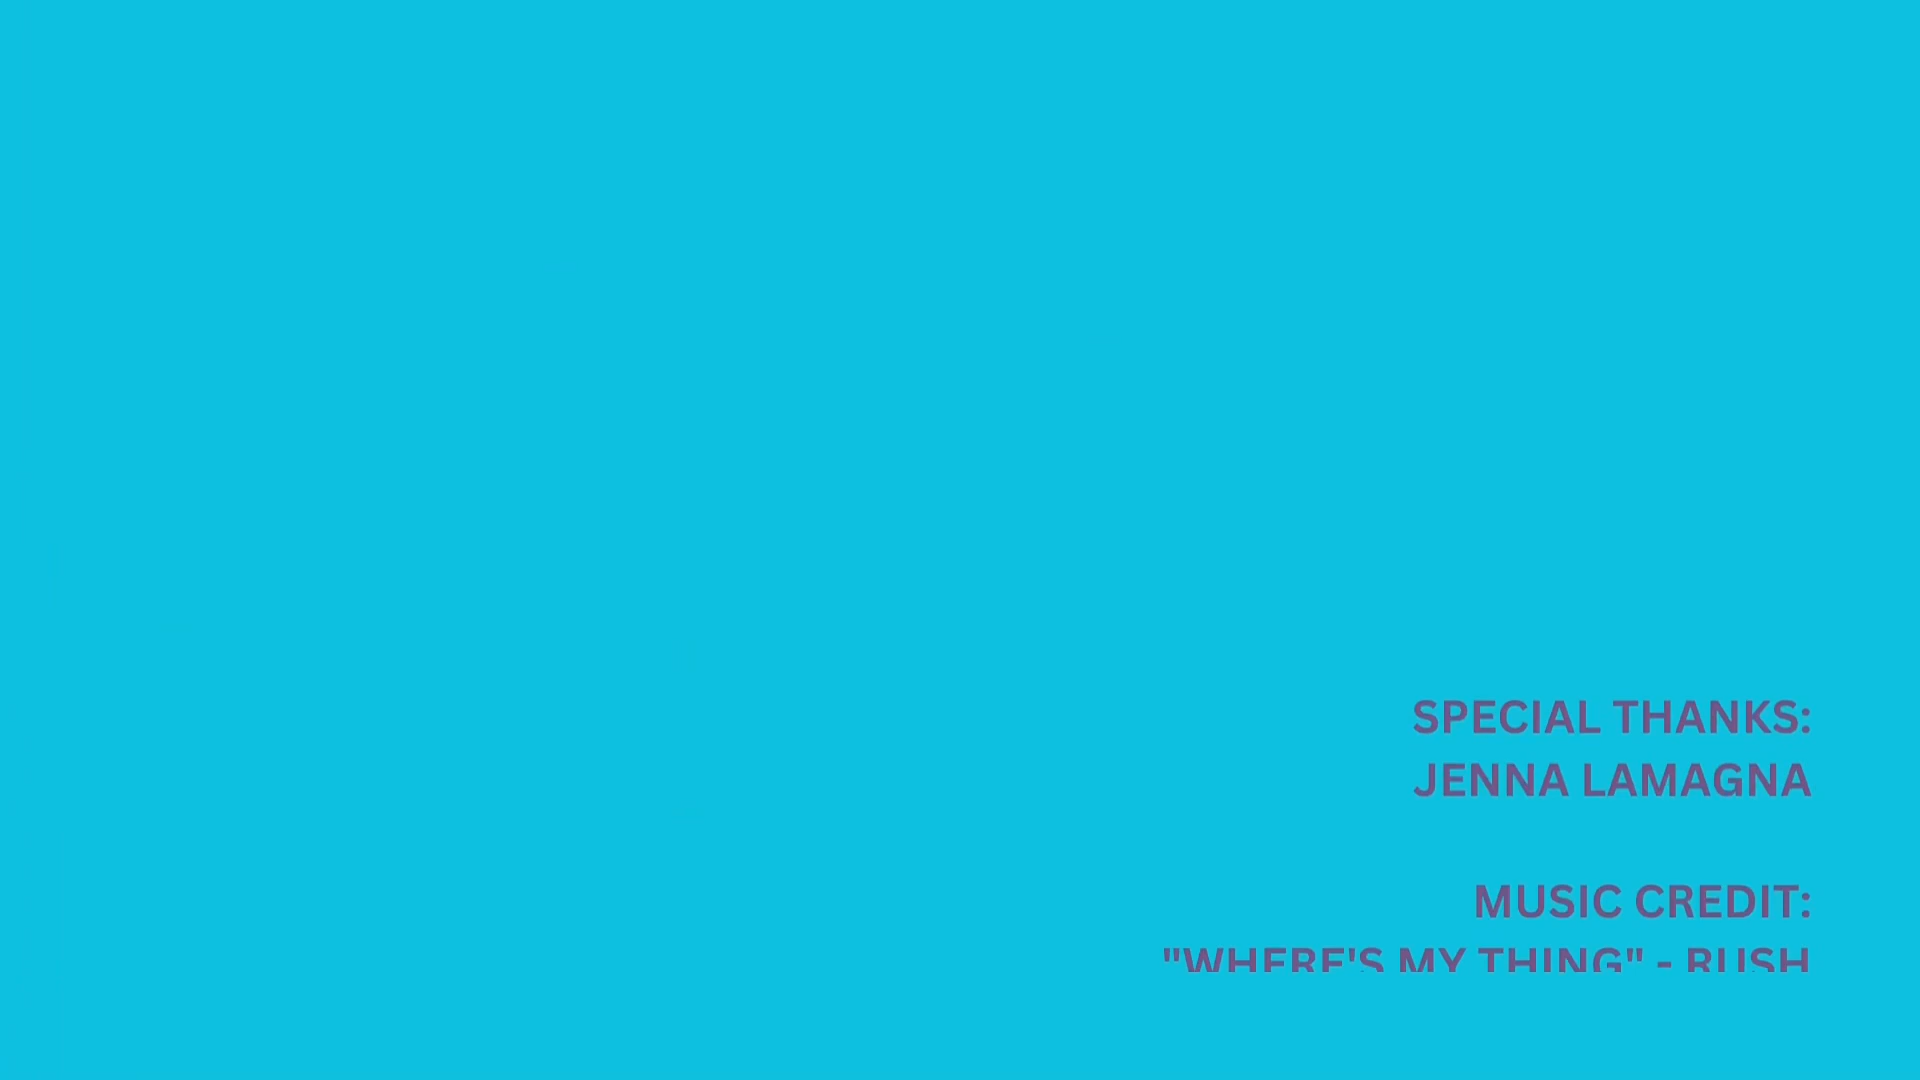 SPECIAL THANKS:
JENNA LAMAGNA
MUSIC CREDIT:
"WHERE'S MY THING" - RUSH